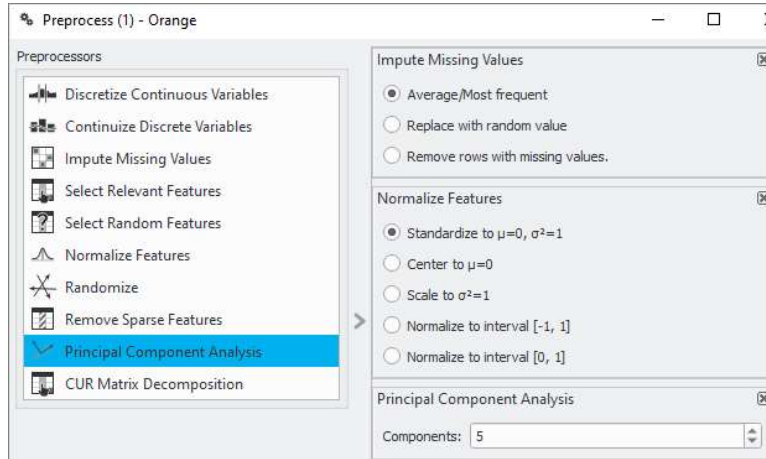 Preprocess (1) - Orange
Preprocessors
Discretize Continuous Variables
Continuize Discrete Variables
Impute Missing Values
Select Relevant Features
Select Random Features
Normalize Features
Randomize
Remove Sparse Features
Principal Component Analysis
CUR Matrix Decomposition
Impute Missing Values
Average/Most frequent
Replace with random value
Remove rows with missing values.
Normalize Features
Standardize to μ=0, σ²=1
Center to μ=0
Scale to σ²=1
Normalize to interval [-1, 1]
Normalize to interval [0, 1]
Principal Component Analysis
Components: 5